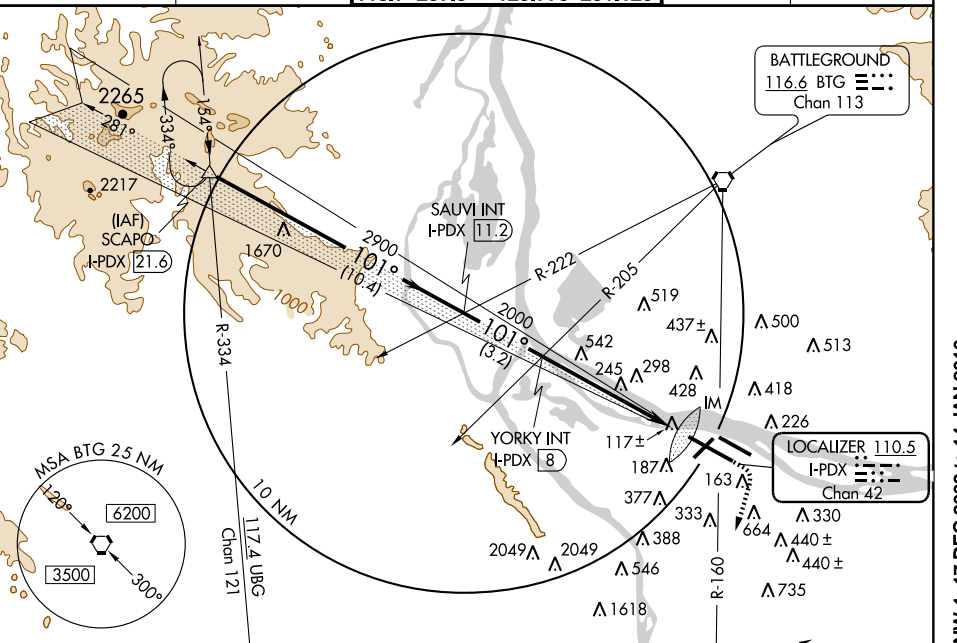 BATTLEGROUND
116.6 BTG
Chan 113
2265
281°
334°
154°
2217
(IAF)
SCAPO
I-PDX 21.6
1670
1000
SAUVI INT
I-PDX 11.2
2900
101°
(10.4)
2000
101°
(3.2)
R-222
R-205
R-334
519
437 ±
500
513
542
245
298
428
418
IM
226
117 ±
YORKY INT
I-PDX 8
LOCALIZER 110.5
I-PDX
Chan 42
187
163
377
333
664
330
388
440 ±
440 ±
2049
2049
546
735
1618
R-160
10 NM
117.4 UBG
Chan 121
MSA BTG 25 NM
120°
6200
3500
300°